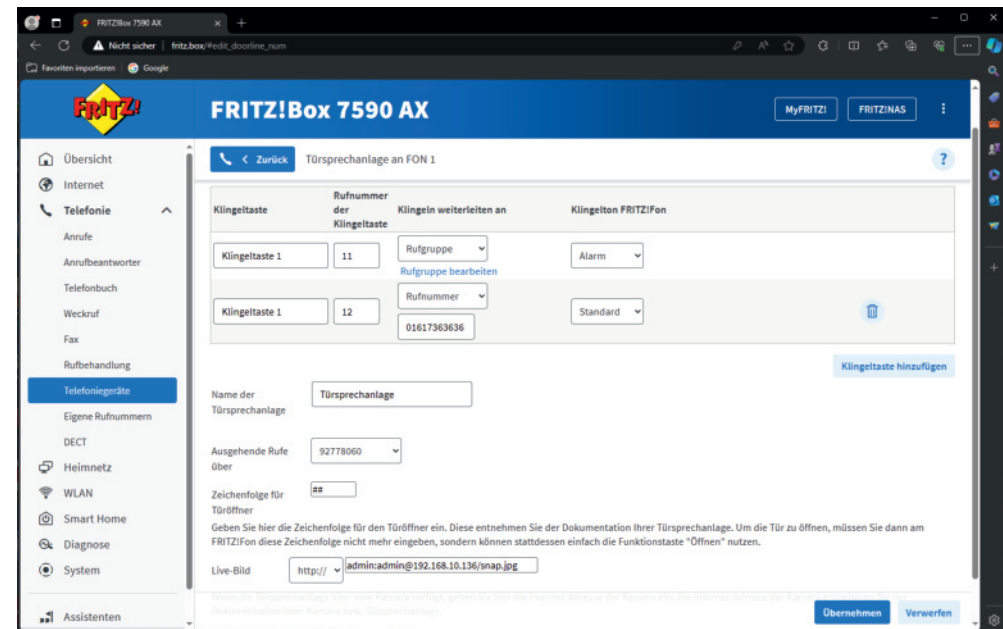 FRITZ!Box 7590 AX
Nicht sicher
fritz.box/#edit_doorline_num
Favoriten importieren
Google
FRITZ!
FRITZ!Box 7590 AX
MyFRITZ!
FRITZ!NAS
Übersicht
Internet
Telefonie
Anrufe
Anrufbeantworter
Telefonbuch
Weckruf
Fax
Rufbehandlung
Telefoniegeräte
Eigene Rufnummern
DECT
Heimnetz
WLAN
Smart Home
Diagnose
System
Assistenten
Zurück
Türsprechanlage an FON 1
?
Klingeltaste
Rufnummer der Klingeltaste
Klingeln weiterleiten an
Klingelton FRITZ!Fon
Klingeltaste 1
11
Rufgruppe
Alarm
Rufgruppe bearbeiten
Klingeltaste 1
12
Rufnummer
Standard
01617363636
Klingeltaste hinzufügen
Name der Türsprechanlage
Türsprechanlage
Ausgehende Rufe über
92778060
Zeichenfolge für Türöffner
##
Geben Sie hier die Zeichenfolge für den Türöffner ein. Diese entnehmen Sie der Dokumentation Ihrer Türsprechanlage. Um die Tür zu öffnen, müssen Sie dann am
FRITZ!Fon diese Zeichenfolge nicht mehr eingeben, sondern können stattdessen einfach die Funktionstaste "Öffnen" nutzen.
Live-Bild
http://
admin:admin@192.168.10.136/snap.jpg
Übernehmen
Verwerfen